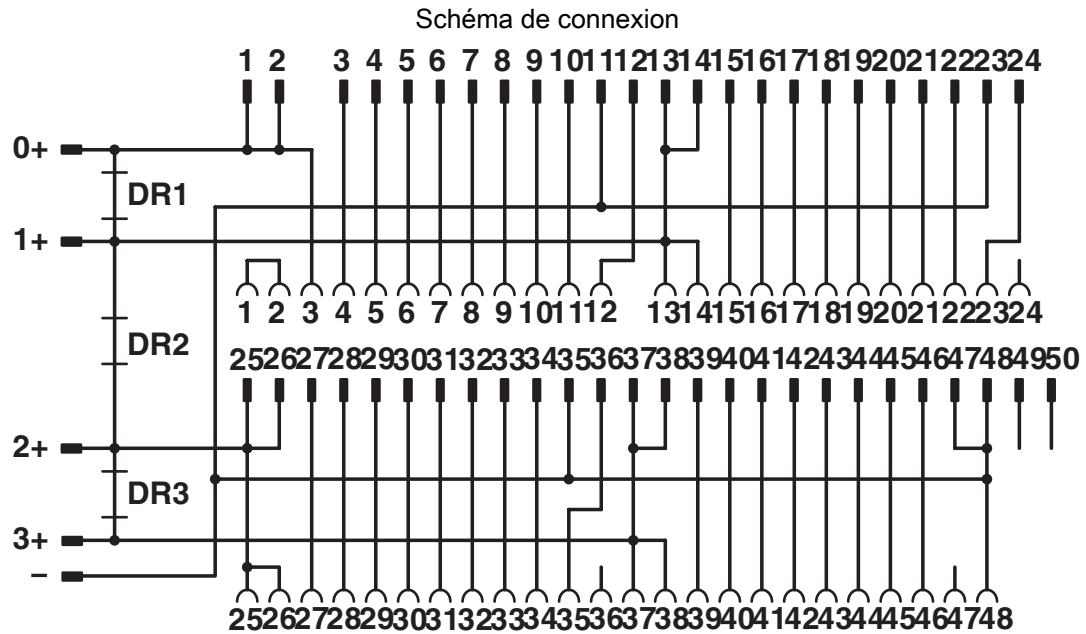 Schéma de connexion
1 2 3 4 5 6 7 8 9 10 11 12 13 14 15 16 17 18 19 20 21 22 23 24
0+
DR1
1+
1 2 3 4 5 6 7 8 9 10 11 12 13 14 15 16 17 18 19 20 21 22 23 24
DR2
25 26 27 28 29 30 31 32 33 34 35 36 37 38 39 40 41 42 43 44 45 46 47 48 49 50
2+
DR3
3+
–
25 26 27 28 29 30 31 32 33 34 35 36 37 38 39 40 41 42 43 44 45 46 47 48